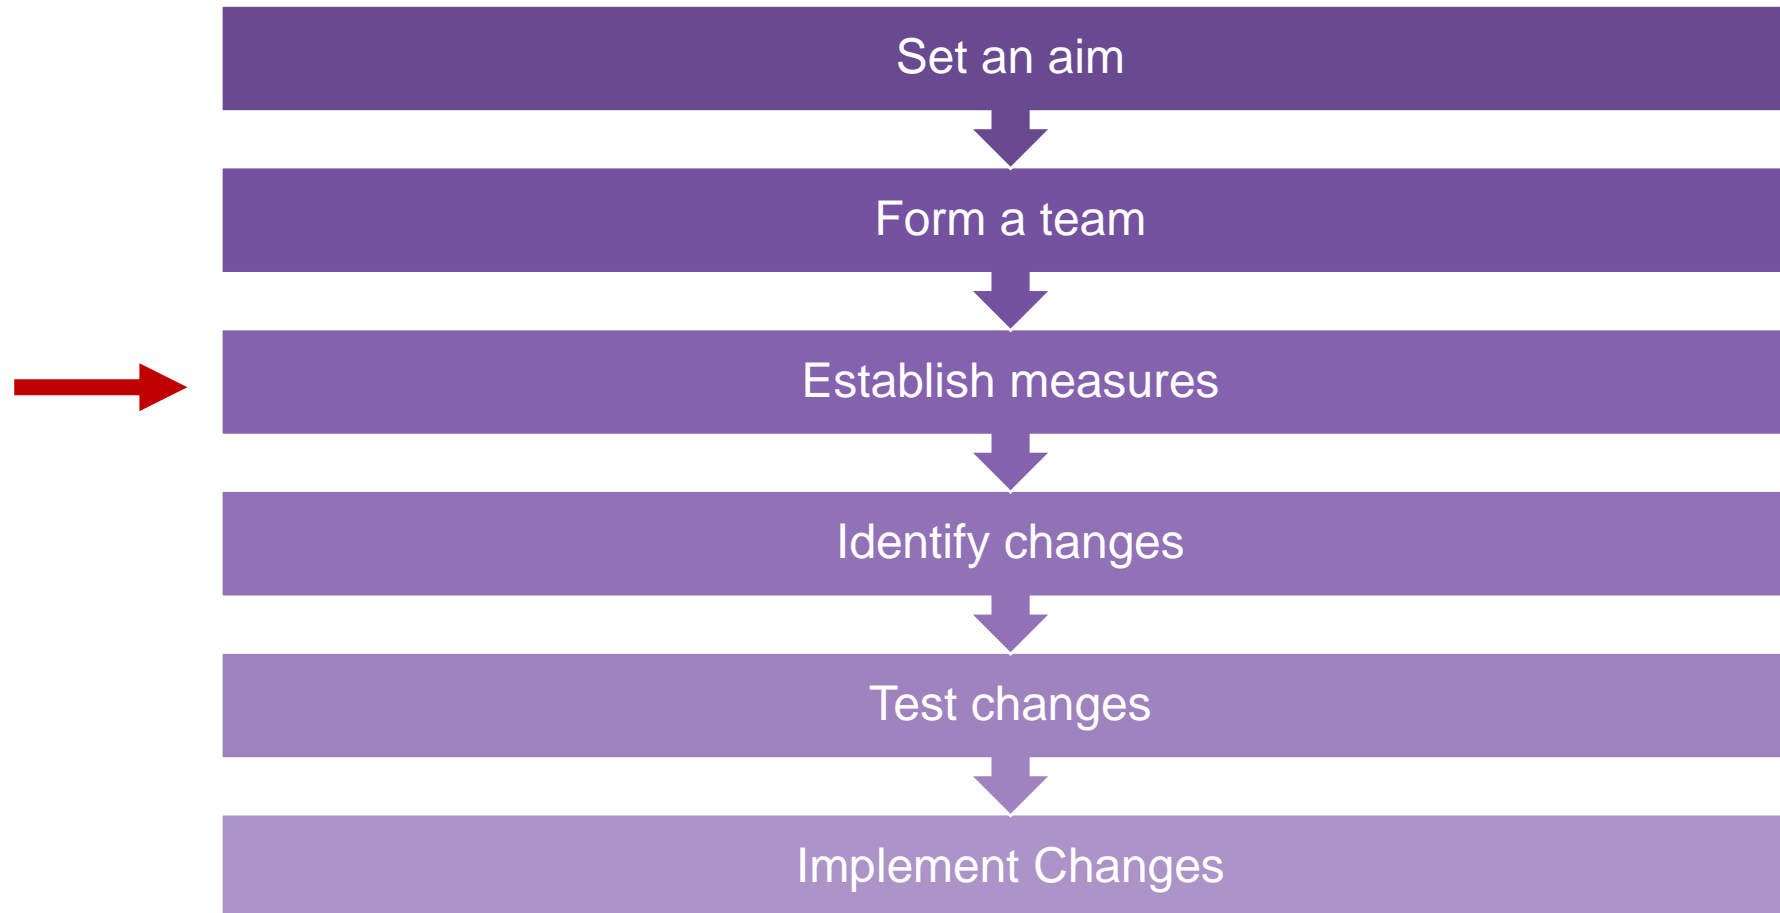 Set an aim
Form a team
Establish measures
Identify changes
Test changes
Implement Changes